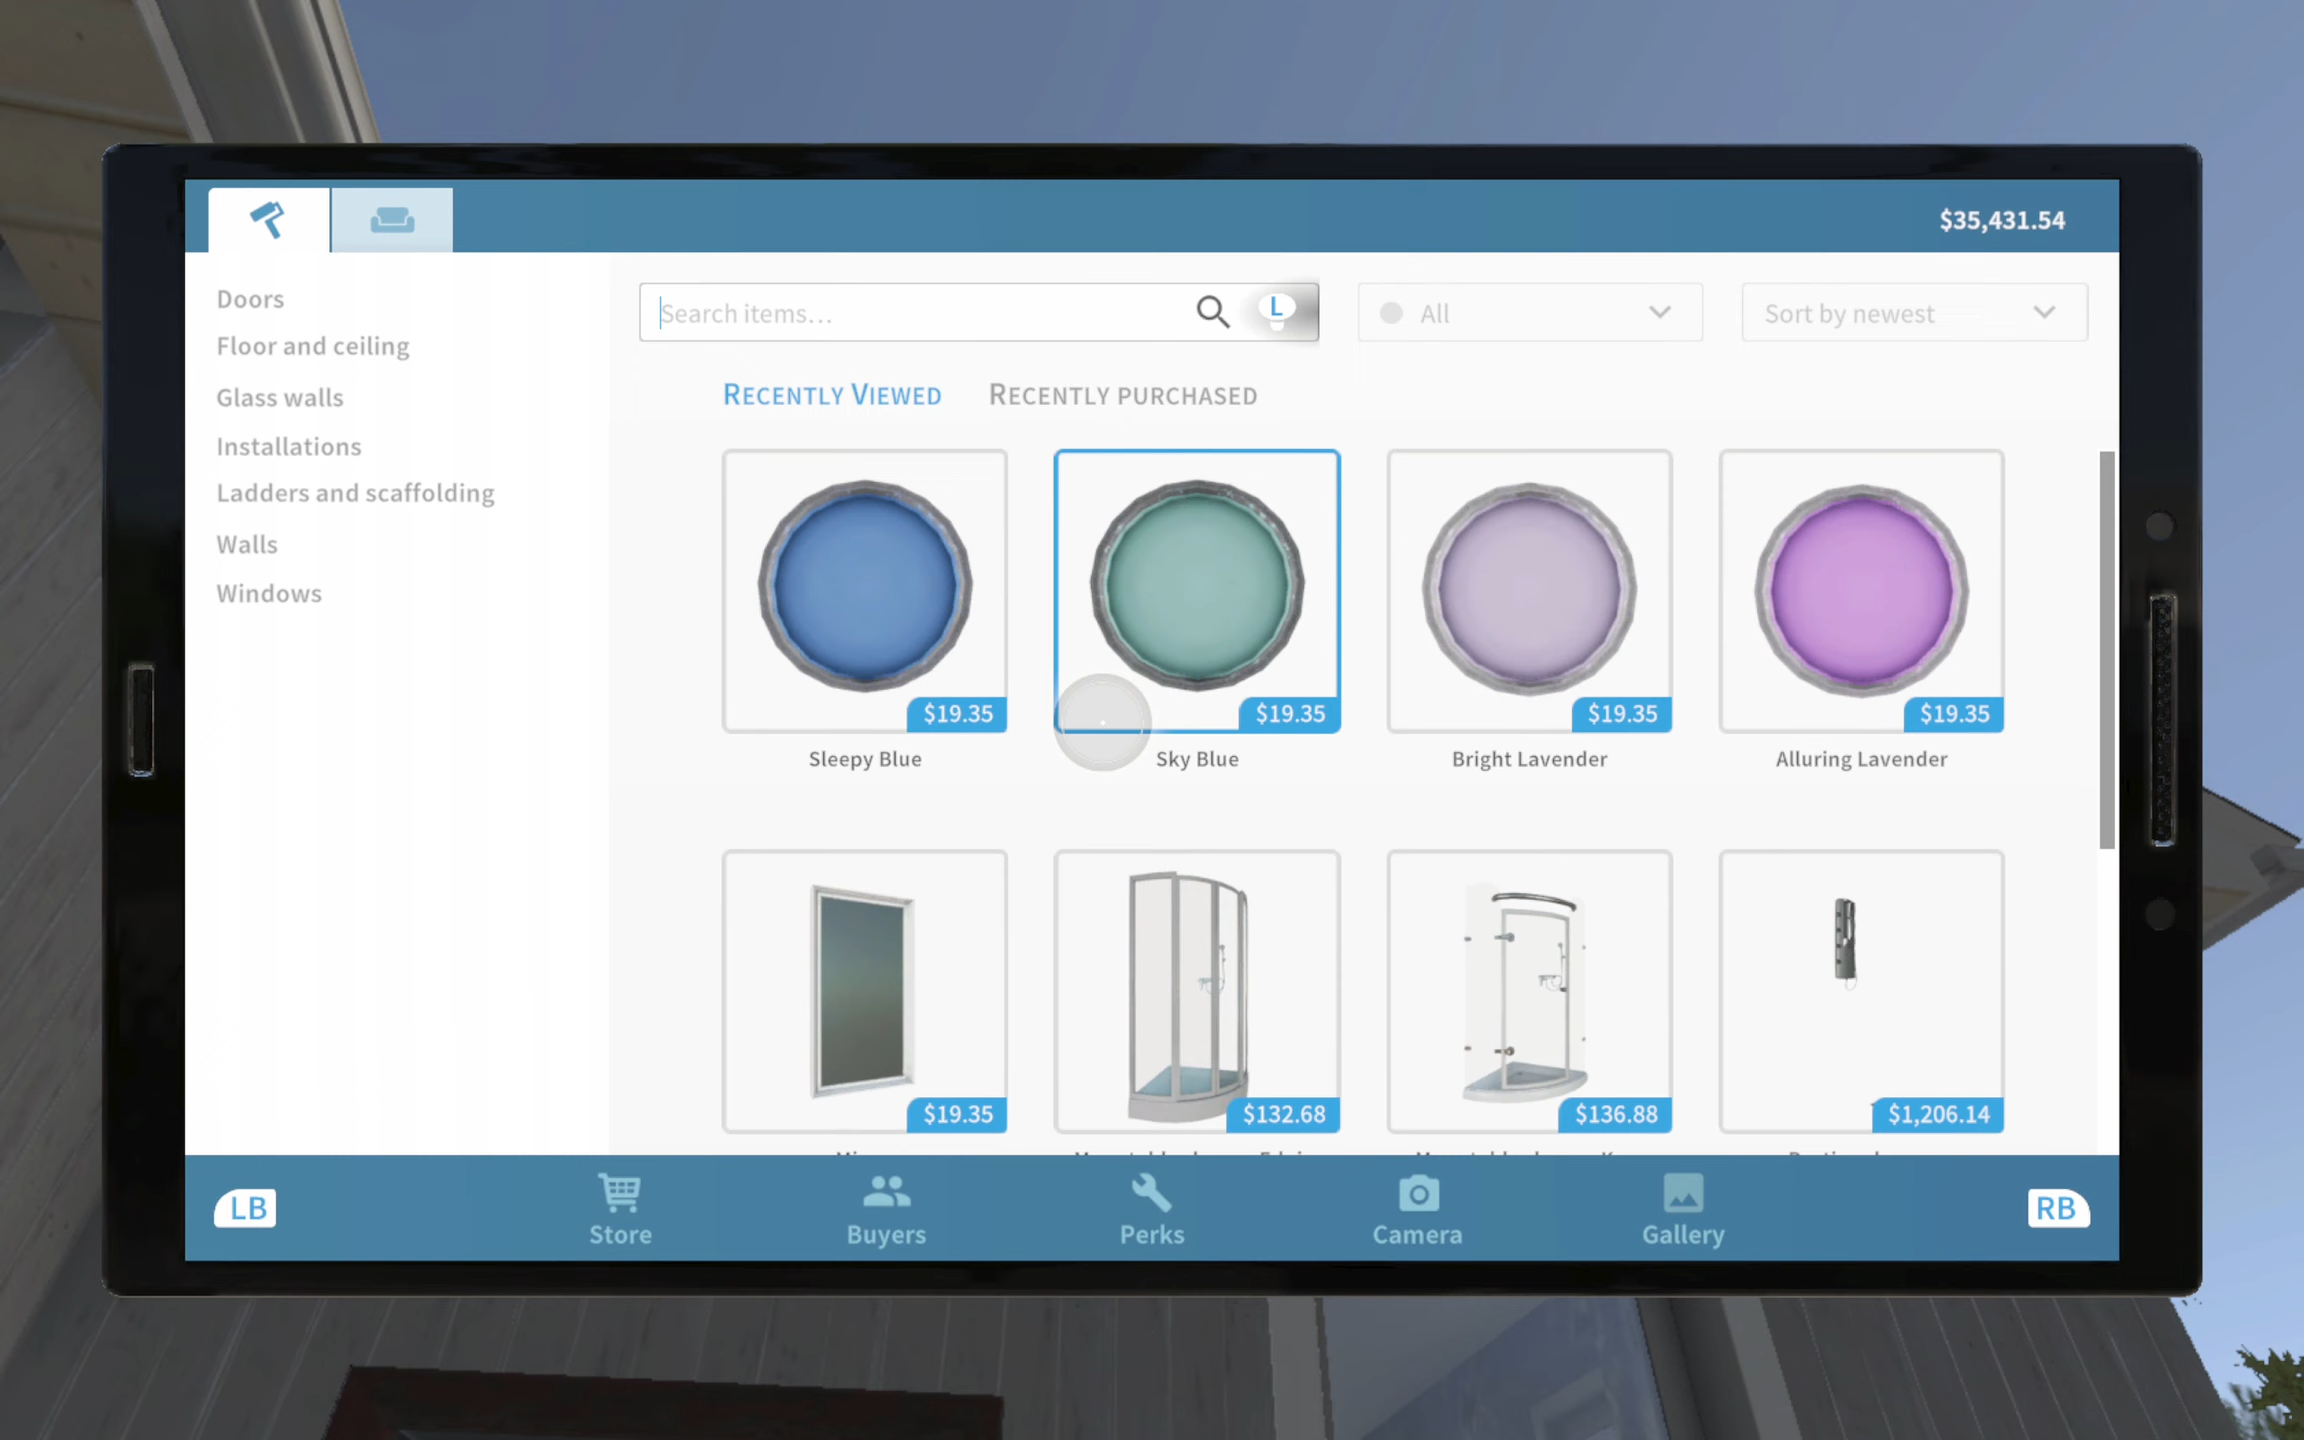 $35,431.54
Doors
Floor and ceiling
Glass walls
Installations
Ladders and scaffolding
Walls
Windows
Search items...
L
All
Sort by newest
RECENTLY VIEWED
RECENTLY PURCHASED
$19.35
$19.35
$19.35
$19.35
Sleepy Blue
Sky Blue
Bright Lavender
Alluring Lavender
$19.35
$132.68
$136.88
$1,206.14
LB
Store
Buyers
Perks
Camera
Gallery
RB